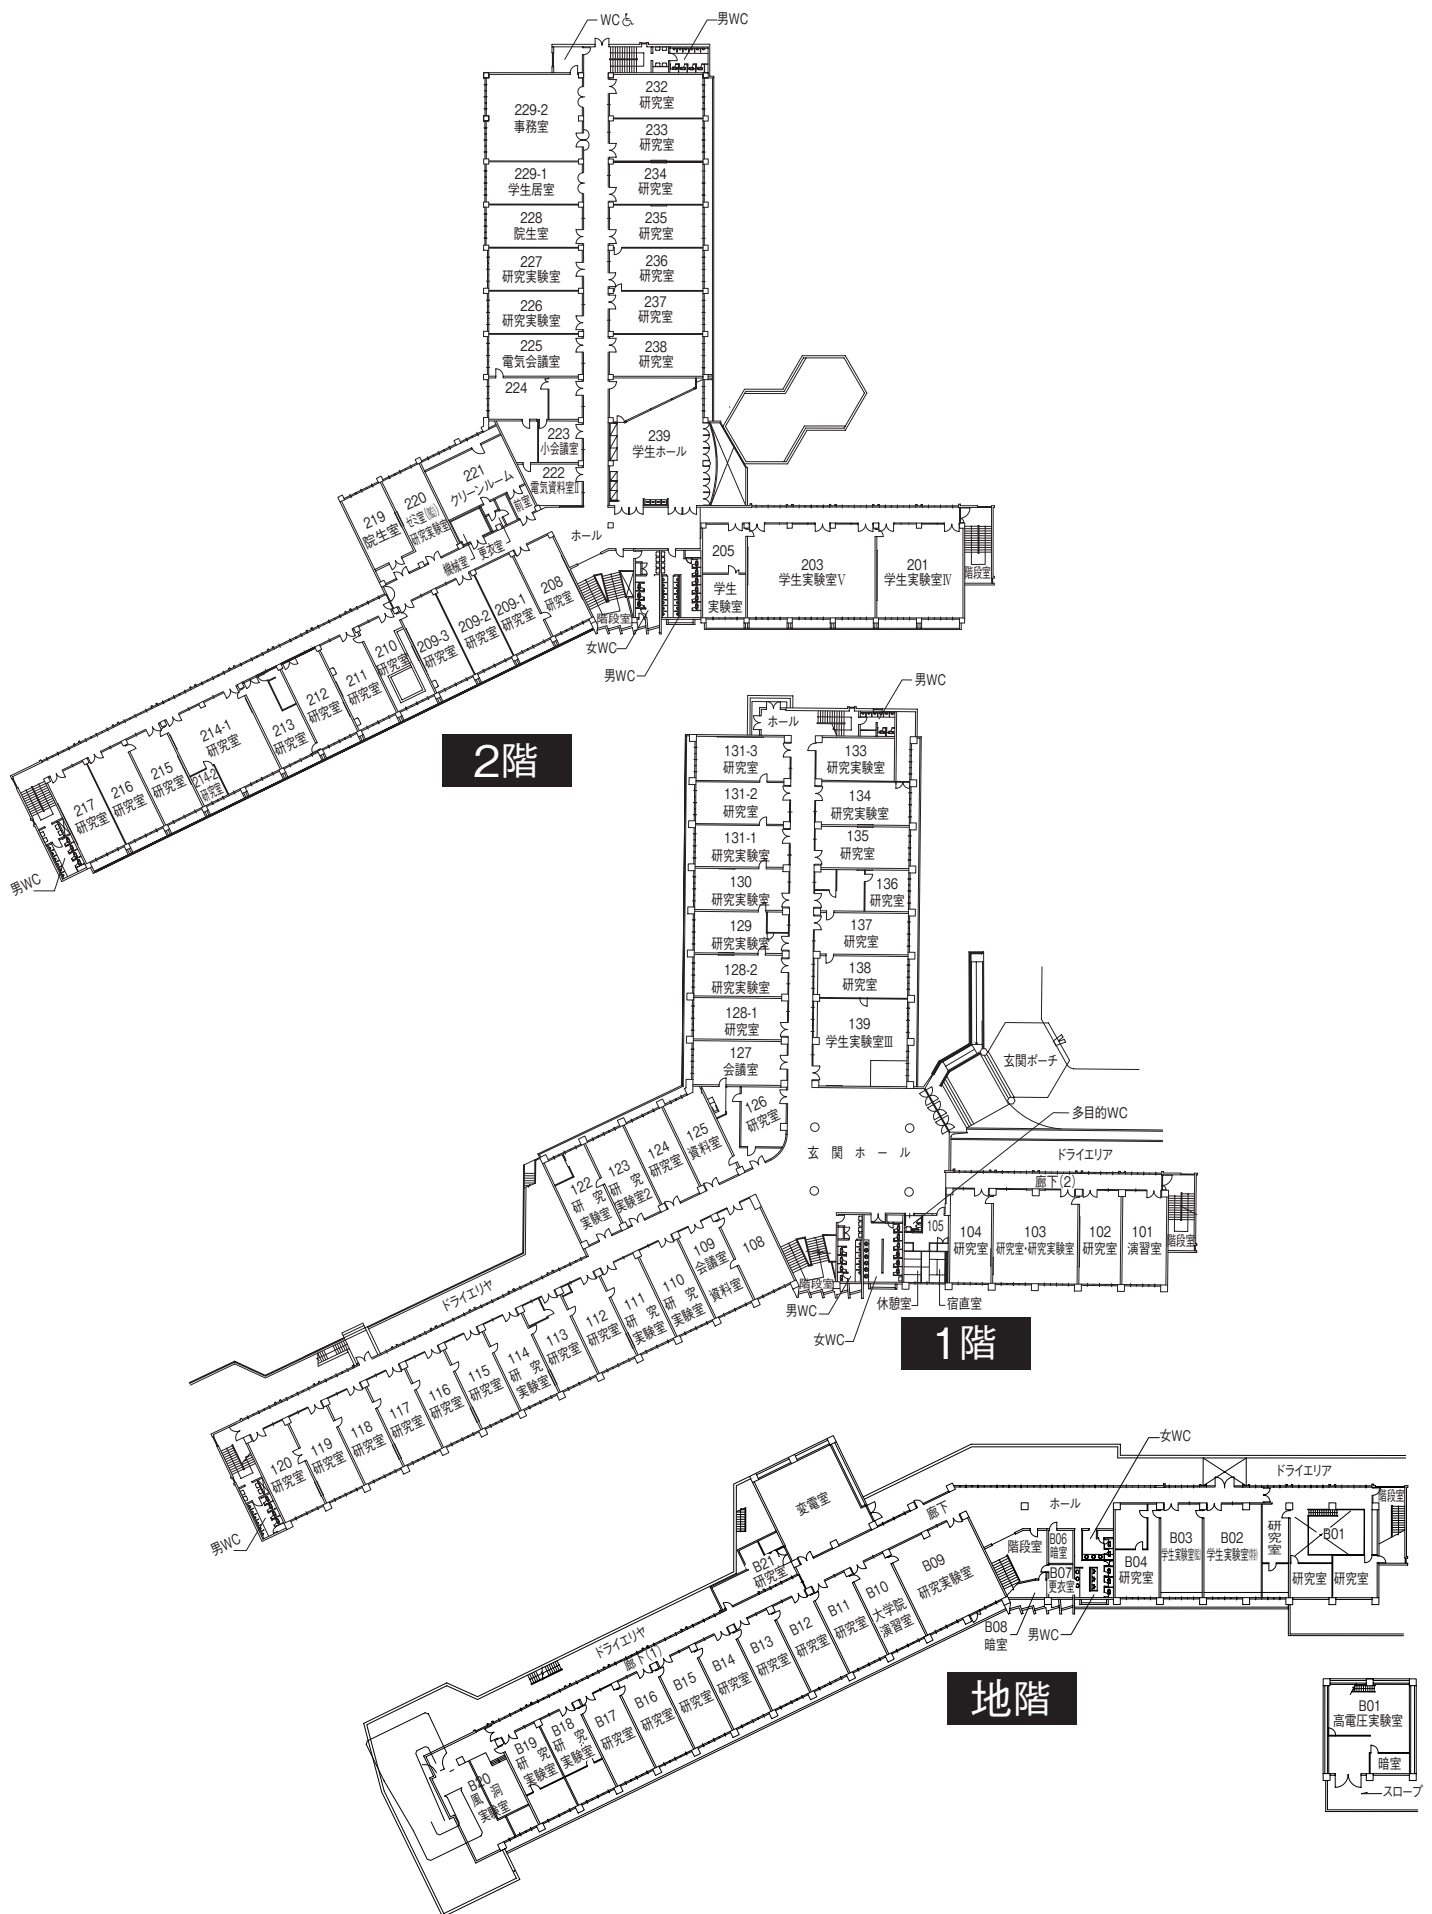 WC
男WC
229-2
事務室
232
研究室
233
研究室
229-1
学生居室
234
研究室
228
院生室
235
研究室
227
研究実験室
236
研究室
226
研究実験室
237
研究室
225
電気会議室
238
研究室
224
223
小会議室
239
学生ホール
222
電気資料室Ⅱ
221
クリーンルーム
前室
220
研究実験室
219
院生室
機械室
更衣室
ホール
205
学生
実験室
203
学生実験室Ⅴ
201
学生実験室Ⅳ
階段室
208
研究室
209-1
研究室
209-2
研究室
209-3
研究室
210
研究室
211
研究室
212
研究室
213
研究室
214-1
研究室
214-2
研究室
215
研究室
216
研究室
217
研究室
階段室
女WC
男WC
男WC
2階
男WC
ホール
131-3
研究室
133
研究実験室
131-2
研究室
134
研究実験室
131-1
研究実験室
135
研究室
130
研究実験室
136
研究室
129
研究実験室
137
研究室
128-2
研究実験室
138
研究室
128-1
研究室
139
学生実験室Ⅲ
127
会議室
126
研究室
125
資料室
124
研究室
123
研究
実験室2
122
研究
実験室
玄関ホール
玄関ポーチ
多目的WC
ドライエリア
廊下(2)
105
104
研究室
103
研究室・研究実験室
102
研究室
101
演習室
階段室
108
資料室
109
会議室
110
研究
実験室
111
研究
実験室
112
研究室
113
研究室
114
研究
実験室
115
研究室
116
研究室
117
研究室
118
研究室
119
研究室
120
研究室
ドライエリヤ
階段室
男WC
女WC
休憩室
宿直室
男WC
1階
女WC
ドライエリア
変電室
廊下
ホール
階段室
B06
暗室
B07
更衣室
B08
暗室
男WC
B04
研究室
B03
B02
研究室
B01
研究室
研究室
階段室
B21
研究室
B09
研究実験室
B10
大学院
演習室
B11
研究室
B12
研究室
B13
研究室
B14
研究室
B15
研究室
B16
研究室
B17
研究室
B18
研究
実験室
B19
研究
実験室
B20
風洞
実験室
ドライエリヤ
廊下(1)
地階
B01
高電圧実験室
暗室
スロープ